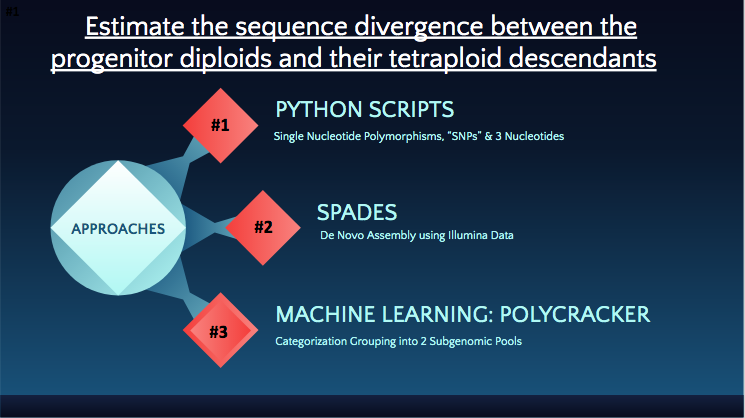 #1
Estimate the sequence divergence between the
progenitor diploids and their tetraploid descendants
#1
PYTHON SCRIPTS
Single Nucleotide Polymorphisms, "SNPs" & 3 Nucleotides
APPROACHES
#2
SPADES
De Novo Assembly using Illumina Data
#3
MACHINE LEARNING: POLYCRACKER
Categorization Grouping into 2 Subgenomic Pools